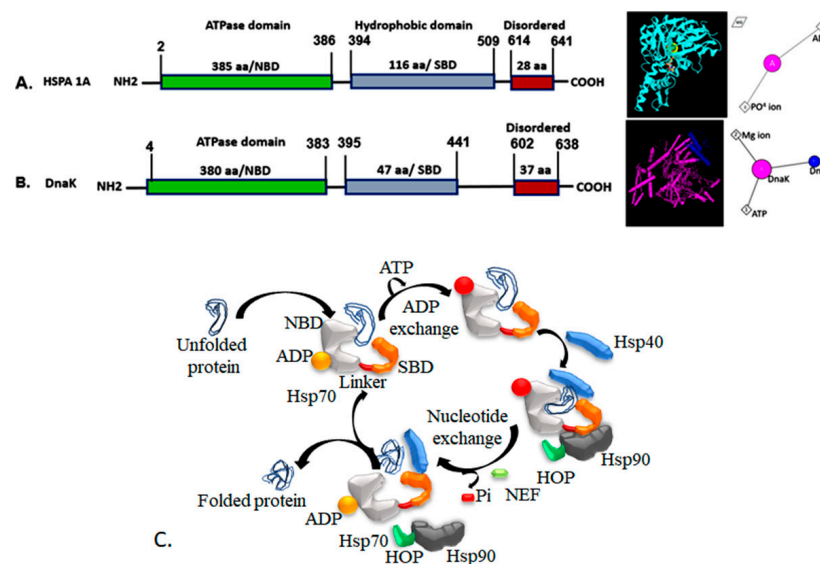 ATPase domain
Hydrophobic domain
Disordered
2
386
394
509
614
641
A.
HSPA 1A
NH2
385 aa/NBD
116 aa/ SBD
28 aa
COOH
A
PO⁴ ion
ATPase domain
Disordered
4
383
395
441
602
638
B.
DnaK
NH2
380 aa/NBD
47 aa/ SBD
37 aa
COOH
Mg ion
DnaK
ATP
ATP
Unfolded
protein
NBD
ADP
exchange
Hsp40
ADP
SBD
Linker
Hsp70
Nucleotide
exchange
Hsp90
HOP
Folded protein
Pi
NEF
ADP
Hsp70
HOP
Hsp90
C.